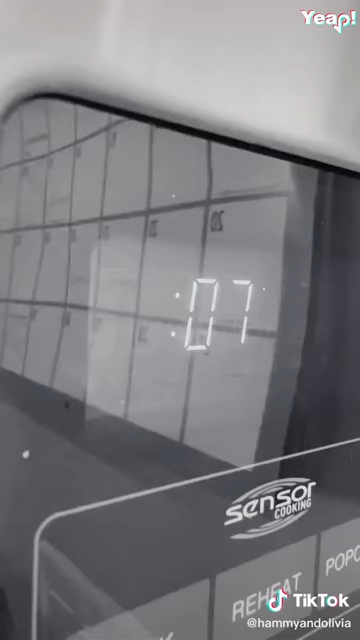 Yeap!
:07
sensor
COOKING
REHEAT
POPC
K
TikTok
@hammyandolivia